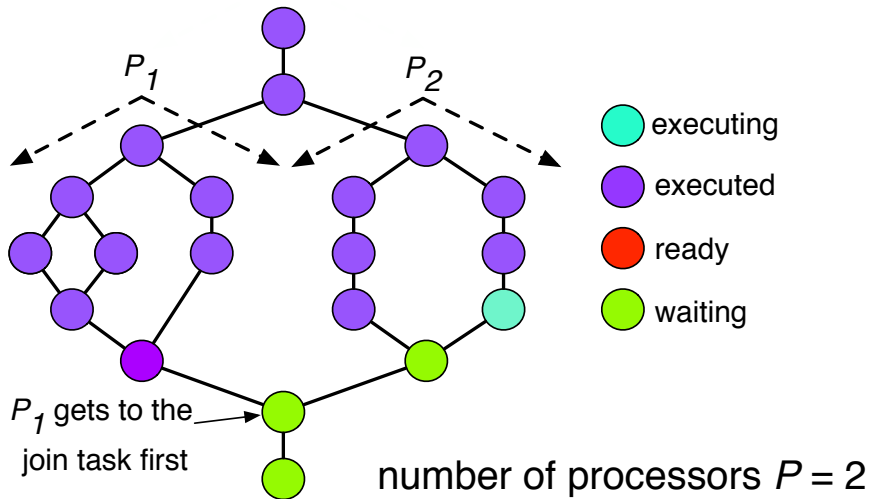 P1
P2
executing
executed
ready
waiting
P1 gets to the
join task first
number of processors P = 2